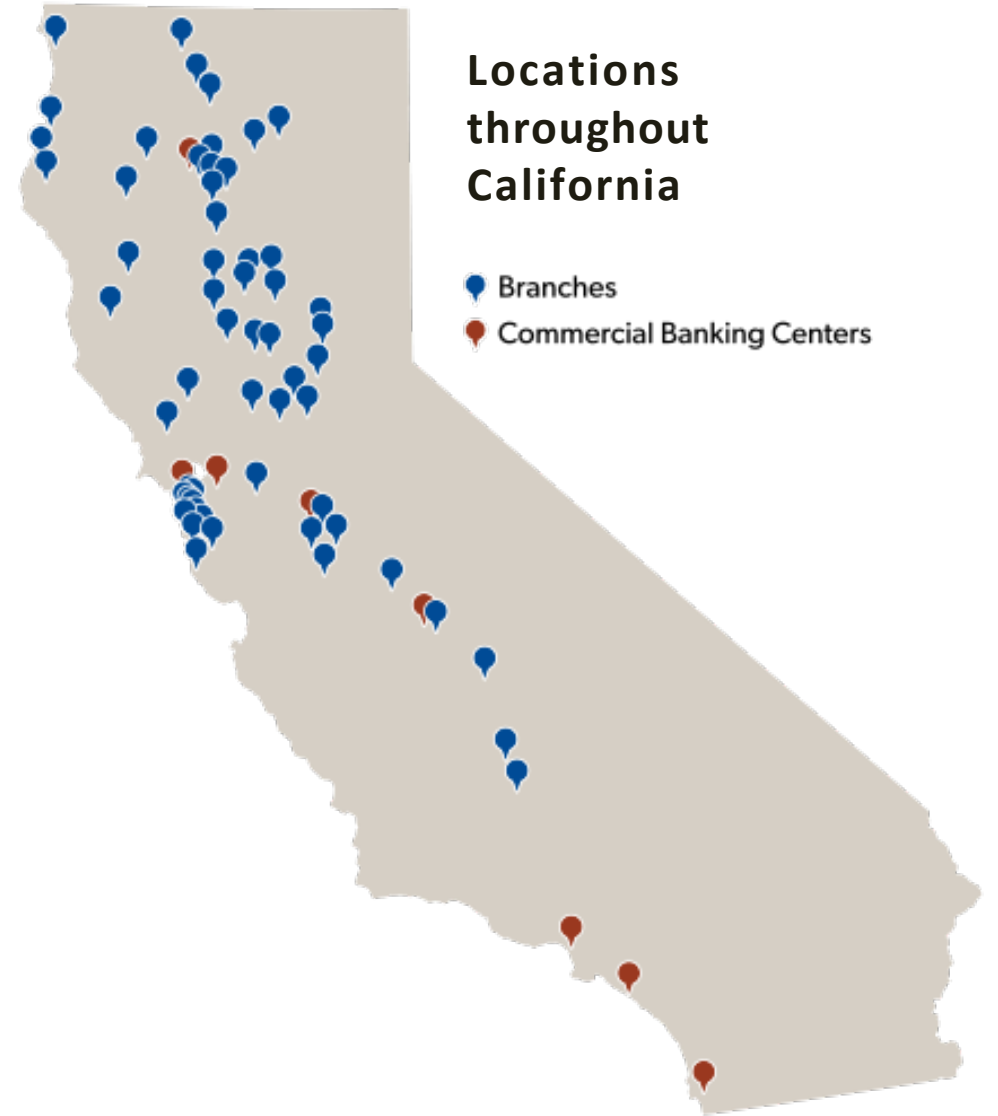 Locations
throughout
California
Branches
Commercial Banking Centers